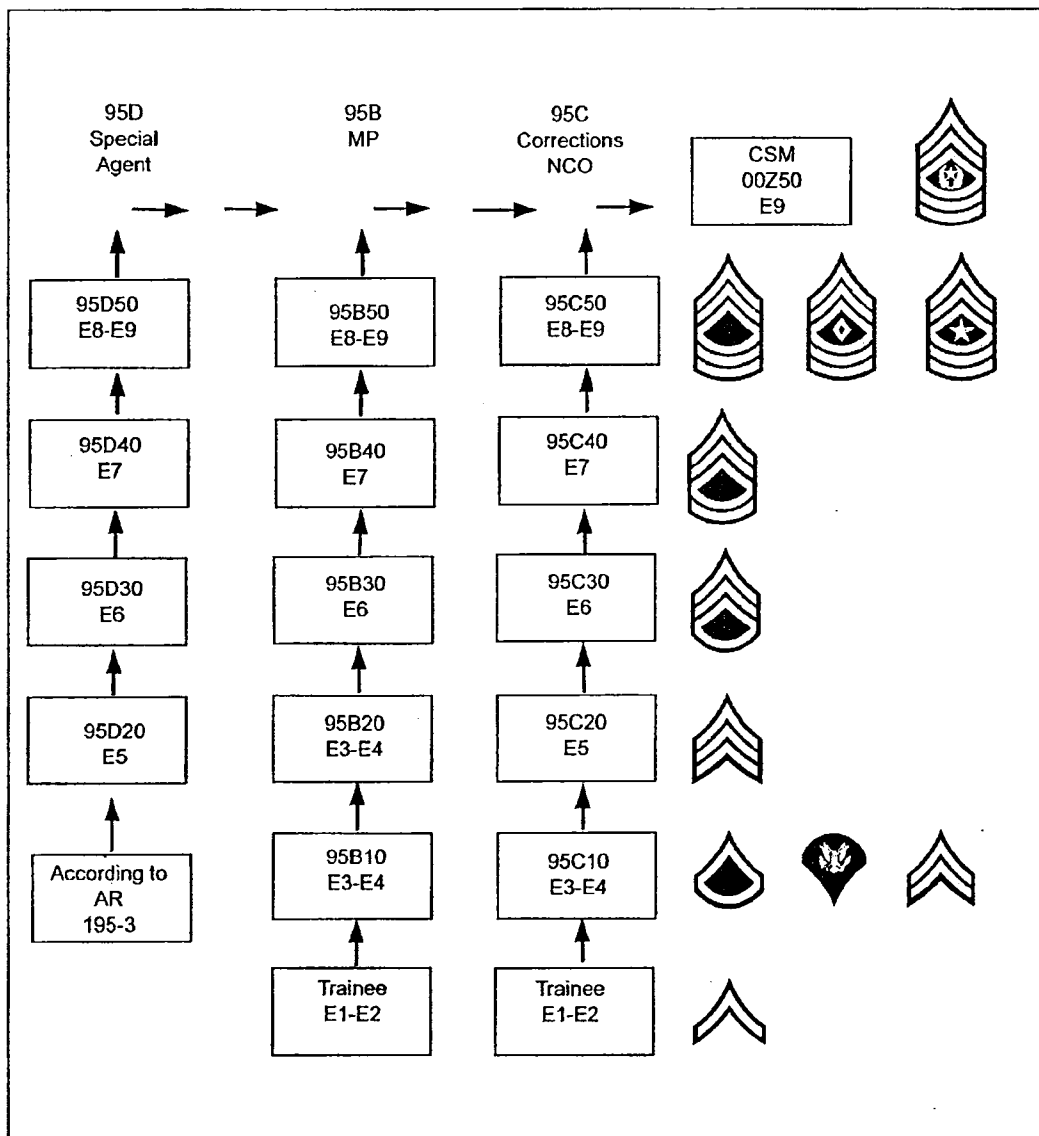 95D
Special
Agent
95B
MP
95C
Corrections
NCO
CSM
00Z50
E9
95D50
E8-E9
95B50
E8-E9
95C50
E8-E9
95D40
E7
95B40
E7
95C40
E7
95D30
E6
95B30
E6
95C30
E6
95D20
E5
95B20
E3-E4
95C20
E5
According to
AR
195-3
95B10
E3-E4
95C10
E3-E4
Trainee
E1-E2
Trainee
E1-E2